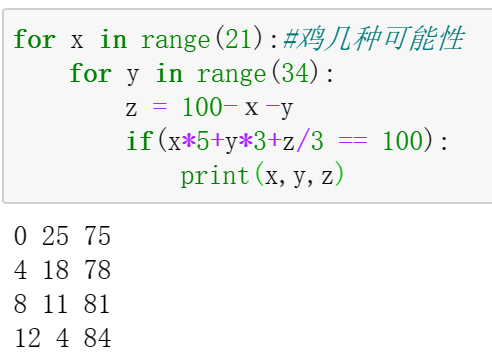 for x in range(21):#鸡几种可能性
    for y in range(34):
        z = 100-x-y
        if(x*5+y*3+z/3 == 100):
            print(x,y,z)
0 25 75
4 18 78
8 11 81
12 4 84